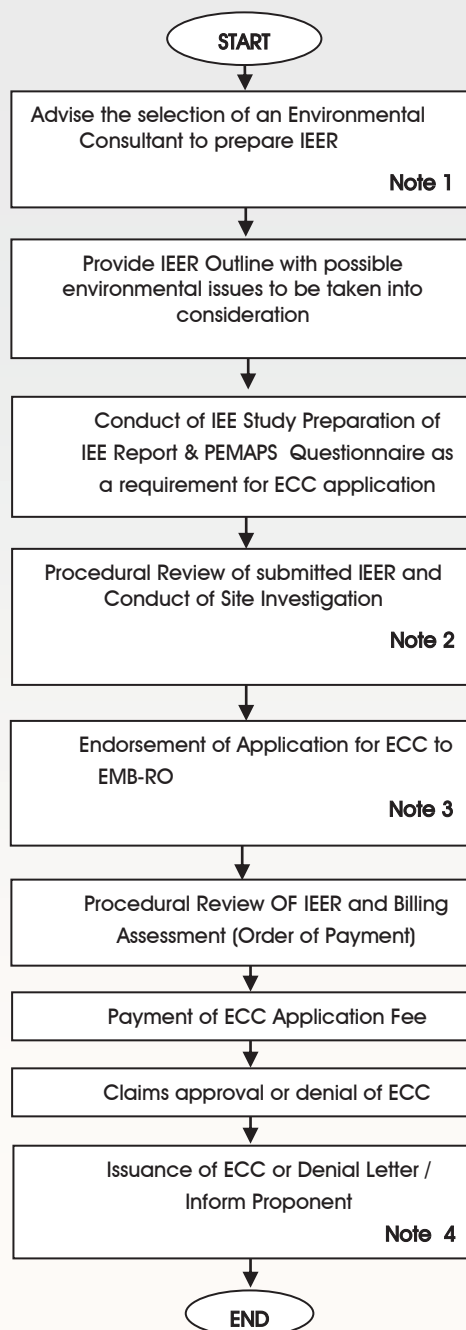 START
Advise the selection of an Environmental
Consultant to prepare IEER
Note 1
Provide IEER Outline with possible
environmental issues to be taken into
consideration
Conduct of IEE Study Preparation of
IEE Report & PEMAPS Questionnaire as
a requirement for ECC application
Procedural Review of submitted IEER and
Conduct of Site Investigation
Note 2
Endorsement of Application for ECC to
EMB-RO
Note 3
Procedural Review OF IEER and Billing
Assessment (Order of Payment)
Payment of ECC Application Fee
Claims approval or denial of ECC
Issuance of ECC or Denial Letter /
Inform Proponent
Note 4
END